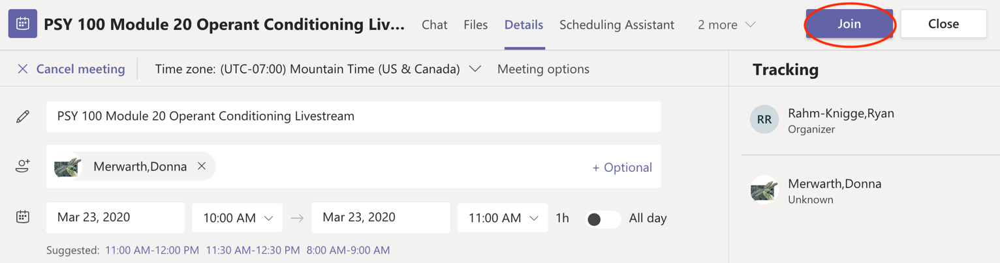 PSY 100 Module 20 Operant Conditioning Liv... Chat Files Details Scheduling Assistant 2 more Join Close
Cancel meeting Time zone: (UTC-07:00) Mountain Time (US & Canada) Meeting options
Tracking
PSY 100 Module 20 Operant Conditioning Livestream
RR Rahm-Knigge,Ryan
Organizer
Merwarth,Donna + Optional
Merwarth,Donna
Unknown
Mar 23, 2020 10:00 AM Mar 23, 2020 11:00 AM 1h All day
Suggested: 11:00 AM-12:00 PM 11:30 AM-12:30 PM 8:00 AM-9:00 AM